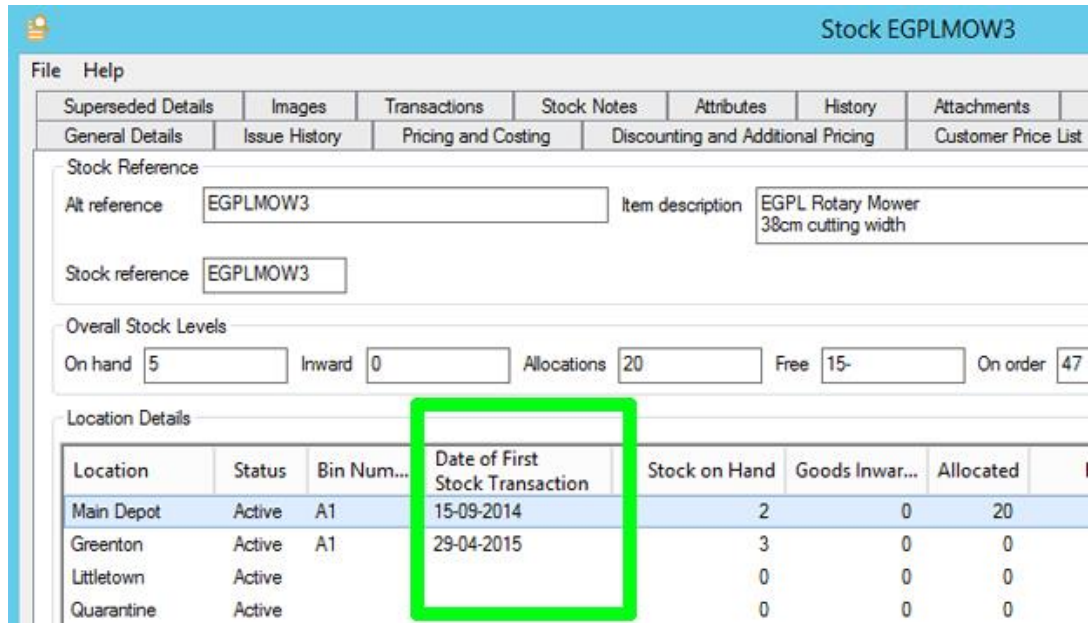 Stock EGPLMOW3
File Help
Superseded Details Images Transactions Stock Notes Attributes History Attachments
General Details Issue History Pricing and Costing Discounting and Additional Pricing Customer Price List
Stock Reference
Alt reference EGPLMOW3 Item description EGPL Rotary Mower
38cm cutting width
Stock reference EGPLMOW3
Overall Stock Levels
On hand 5 Inward 0 Allocations 20 Free 15- On order 47
Location Details
Location Status Bin Num... Date of First Stock Transaction Stock on Hand Goods Inwar... Allocated
Main Depot Active A1 15-09-2014 2 0 20
Greenton Active A1 29-04-2015 3 0 0
Littletown Active 0 0 0
Quarantine Active 0 0 0